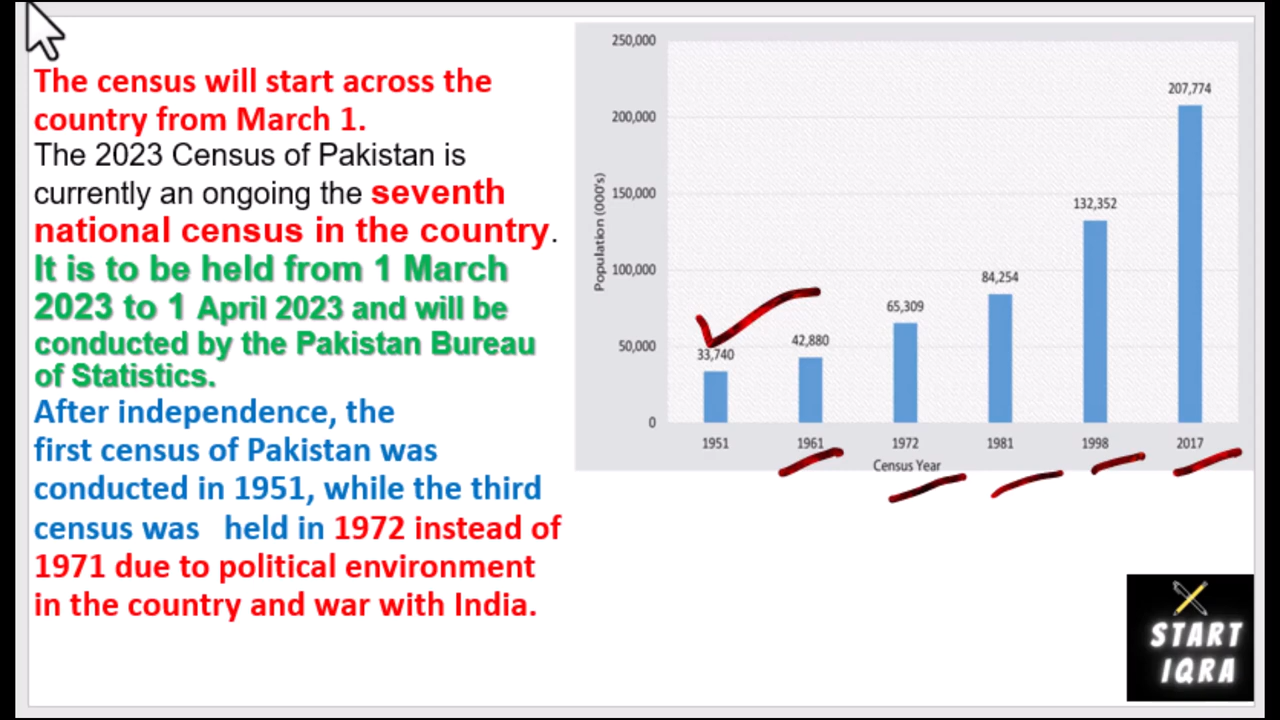 The census will start across the
country from March 1.
The 2023 Census of Pakistan is
currently an ongoing the seventh
national census in the country.
It is to be held from 1 March
2023 to 1 April 2023 and will be
conducted by the Pakistan Bureau
of Statistics.
After independence, the
first census of Pakistan was
conducted in 1951, while the third
census was held in 1972 instead of
1971 due to political environment
in the country and war with India.
Population (000's)
250,000
200,000
150,000
100,000
50,000
0
33,740
42,880
65,309
84,254
132,352
207,774
1951 1961 1972 1981 1998 2017
Census Year
START
IQRA